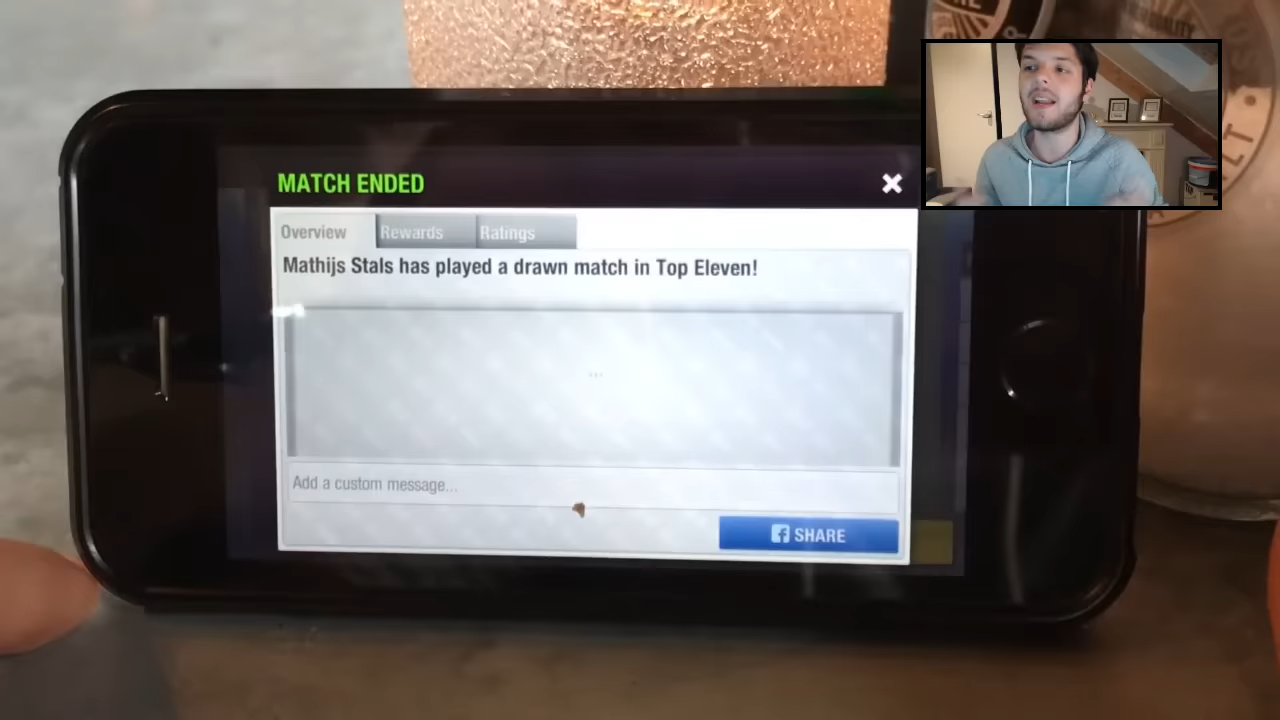 MATCH ENDED
Overview
Rewards
Ratings
Mathijs Stals has played a drawn match in Top Eleven!
...
Add a custom message...
SHARE